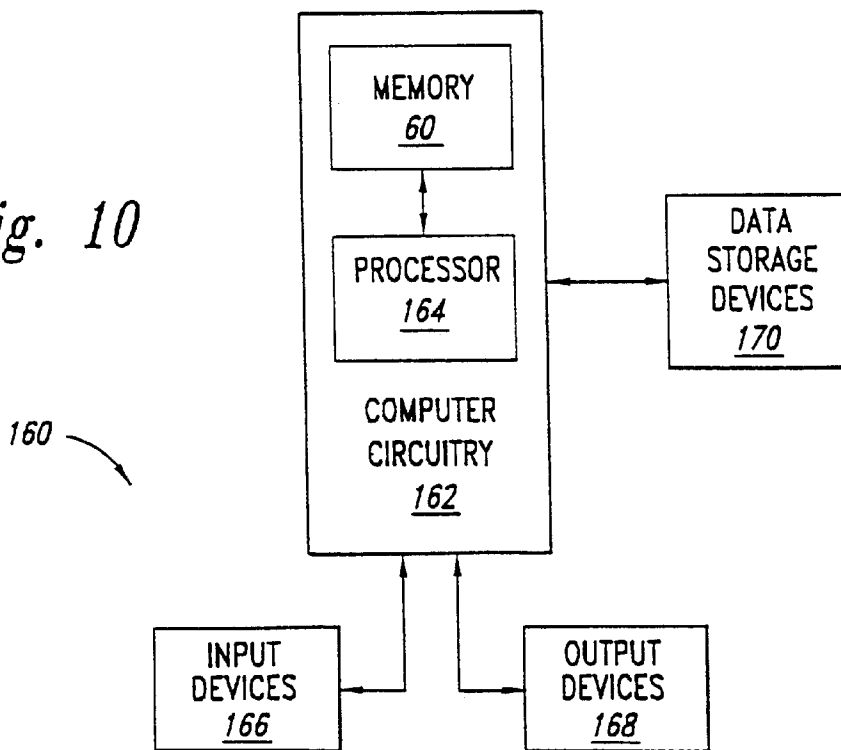 MEMORY
60
ig. 10
PROCESSOR
164
DATA
STORAGE
DEVICES
170
COMPUTER
CIRCUITRY
162
160
INPUT
DEVICES
166
OUTPUT
DEVICES
168